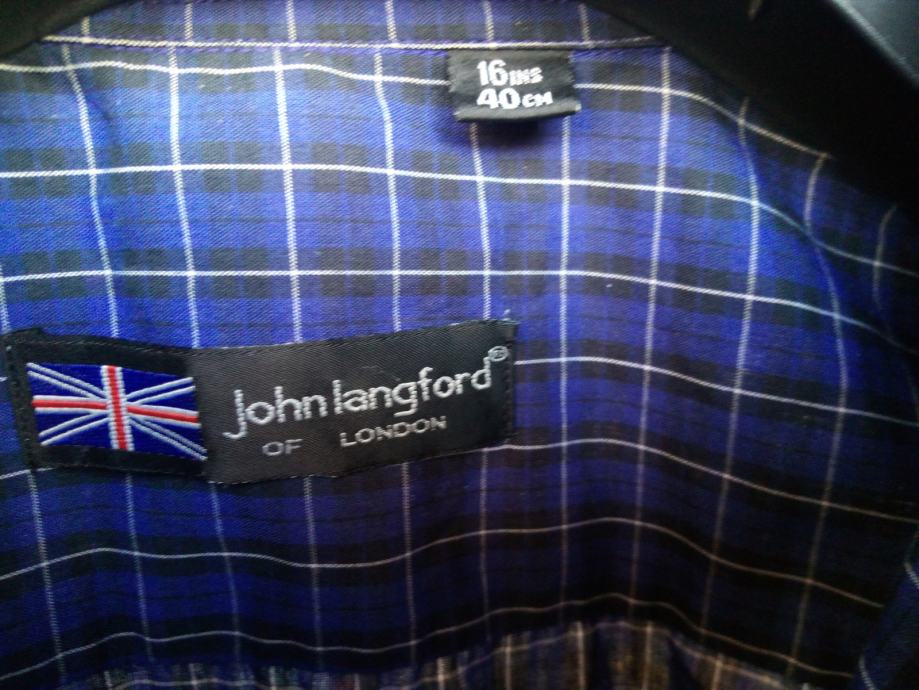 16INS
40CM
john langford®
OF LONDON